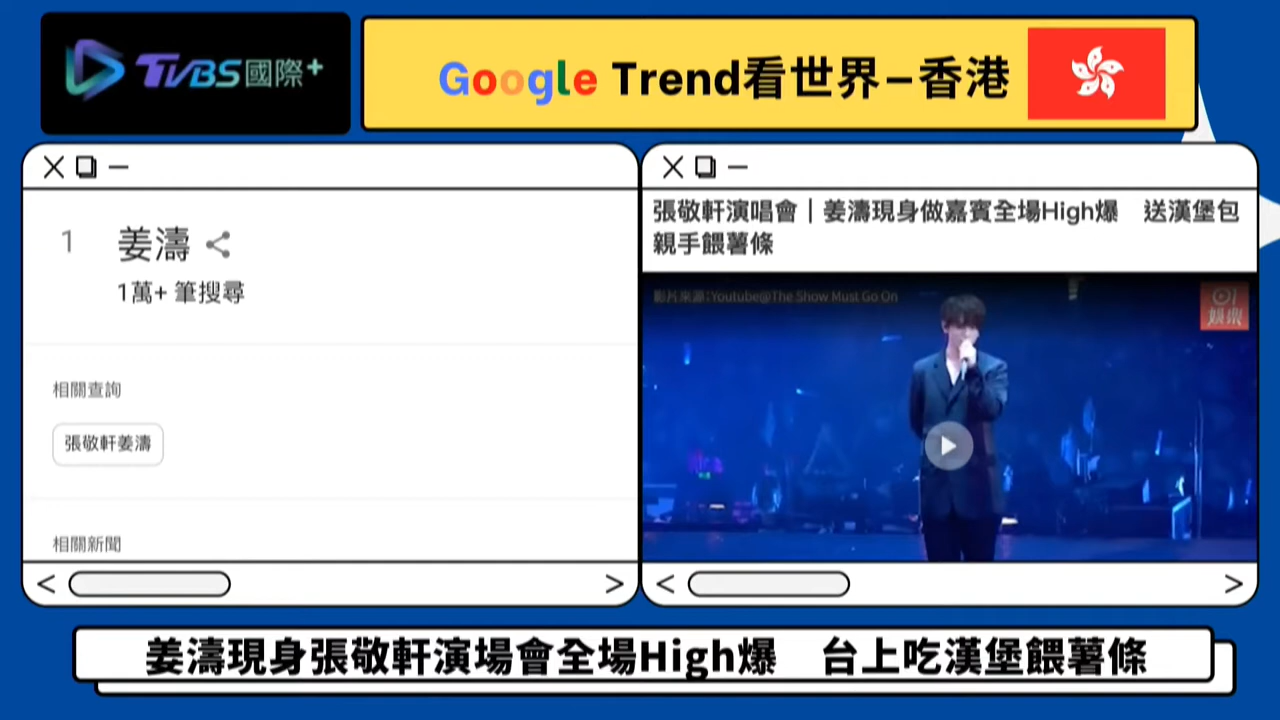 TVBS國際+
Google Trend看世界–香港
1 姜濤
1萬+ 筆搜尋
相關查詢
張敬軒姜濤
相關新聞
張敬軒演唱會｜姜濤現身做嘉賓全場High爆 送漢堡包
親手餵薯條
影片來源：Youtube@The Show Must Go On
01
娛樂
姜濤現身張敬軒演場會全場High爆 台上吃漢堡餵薯條